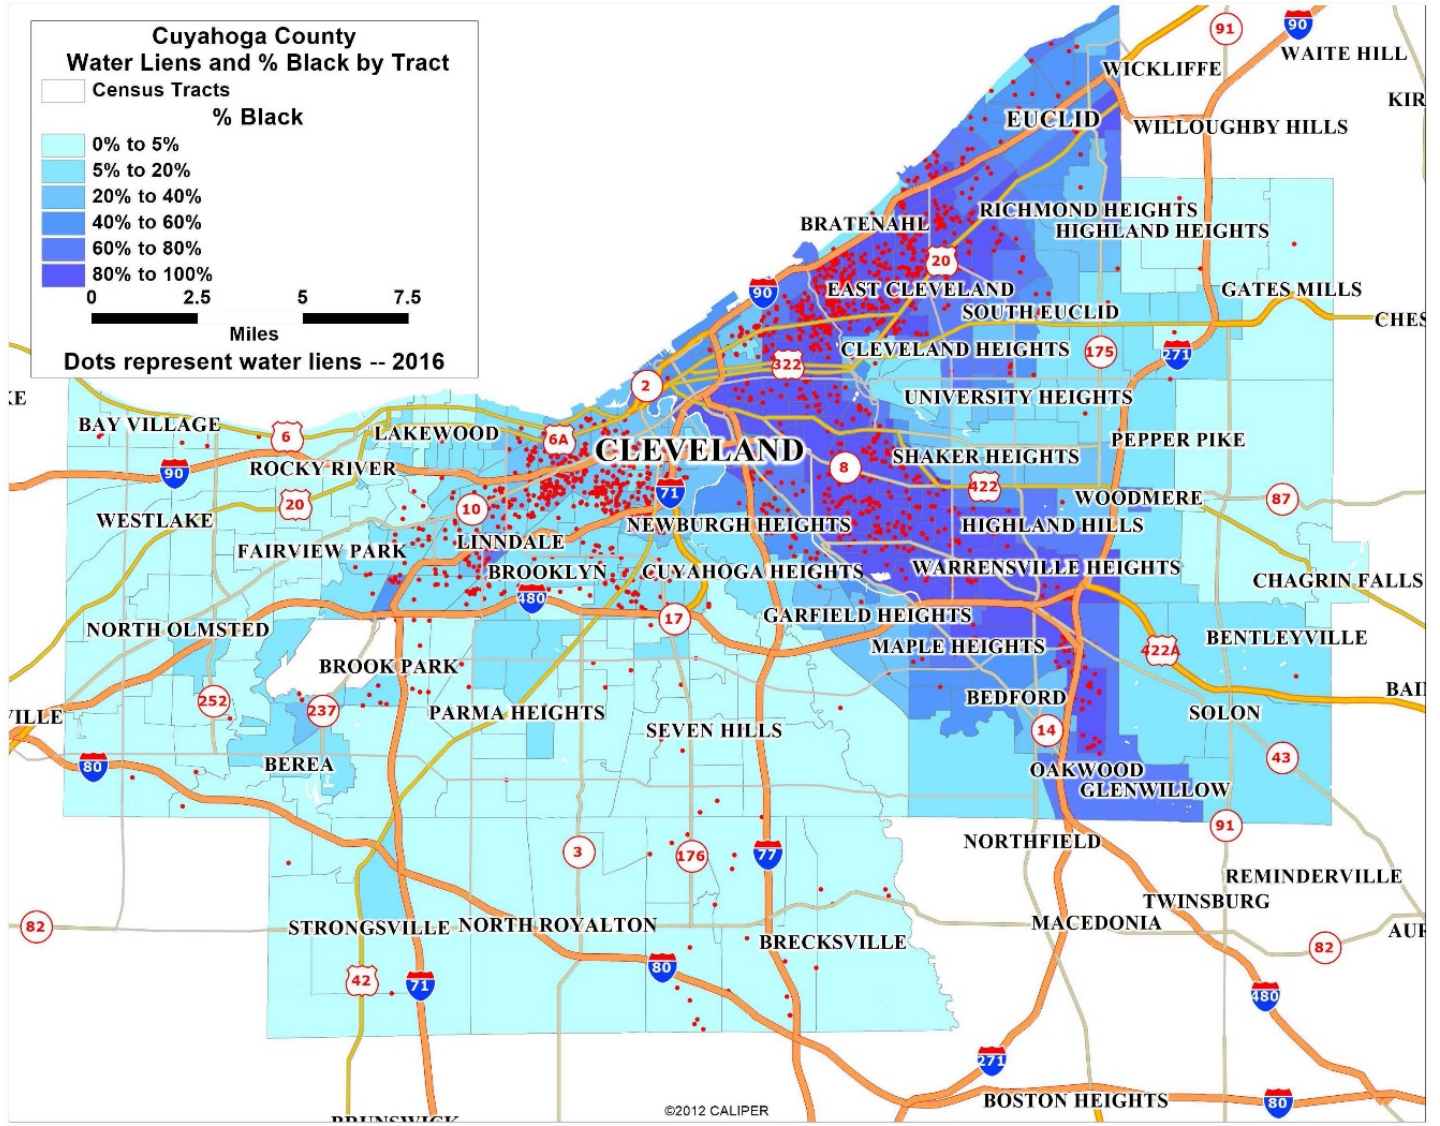 Cuyahoga County
Water Liens and % Black by Tract
Census Tracts
% Black
0% to 5%
5% to 20%
20% to 40%
40% to 60%
60% to 80%
80% to 100%
0 2.5 5 7.5
Miles
Dots represent water liens -- 2016
91
90
WAITE HILL
WICKLIFFE
KIR
EUCLID
WILLOUGHBY HILLS
RICHMOND HEIGHTS
BRATENAHL
HIGHLAND HEIGHTS
20
90
EAST CLEVELAND
GATES MILLS
SOUTH EUCLID
CHES
CLEVELAND HEIGHTS
175
271
322
2
KE
UNIVERSITY HEIGHTS
BAY VILLAGE
6
LAKEWOOD
6A
CLEVELAND
PEPPER PIKE
90
ROCKY RIVER
8
SHAKER HEIGHTS
422
71
WOODMERE
87
20
10
WESTLAKE
NEWBURGH HEIGHTS
HIGHLAND HILLS
LINNDALE
FAIRVIEW PARK
BROOKLYN
CUYAHOGA HEIGHTS
WARRENSVILLE HEIGHTS
CHAGRIN FALLS
480
17
GARFIELD HEIGHTS
NORTH OLMSTED
BENTLEYVILLE
MAPLE HEIGHTS
422A
BROOK PARK
BAI
252
237
BEDFORD
VILLE
PARMA HEIGHTS
SOLON
SEVEN HILLS
14
43
80
BEREA
OAKWOOD
GLENWILLOW
91
NORTHFIELD
3
176
77
REMINDERVILLE
TWINSBURG
82
STRONGSVILLE
NORTH ROYALTON
MACEDONIA
AUR
BRECKSVILLE
82
80
42
71
480
271
BOSTON HEIGHTS
80
©2012 CALIPER
BRUNSWICK